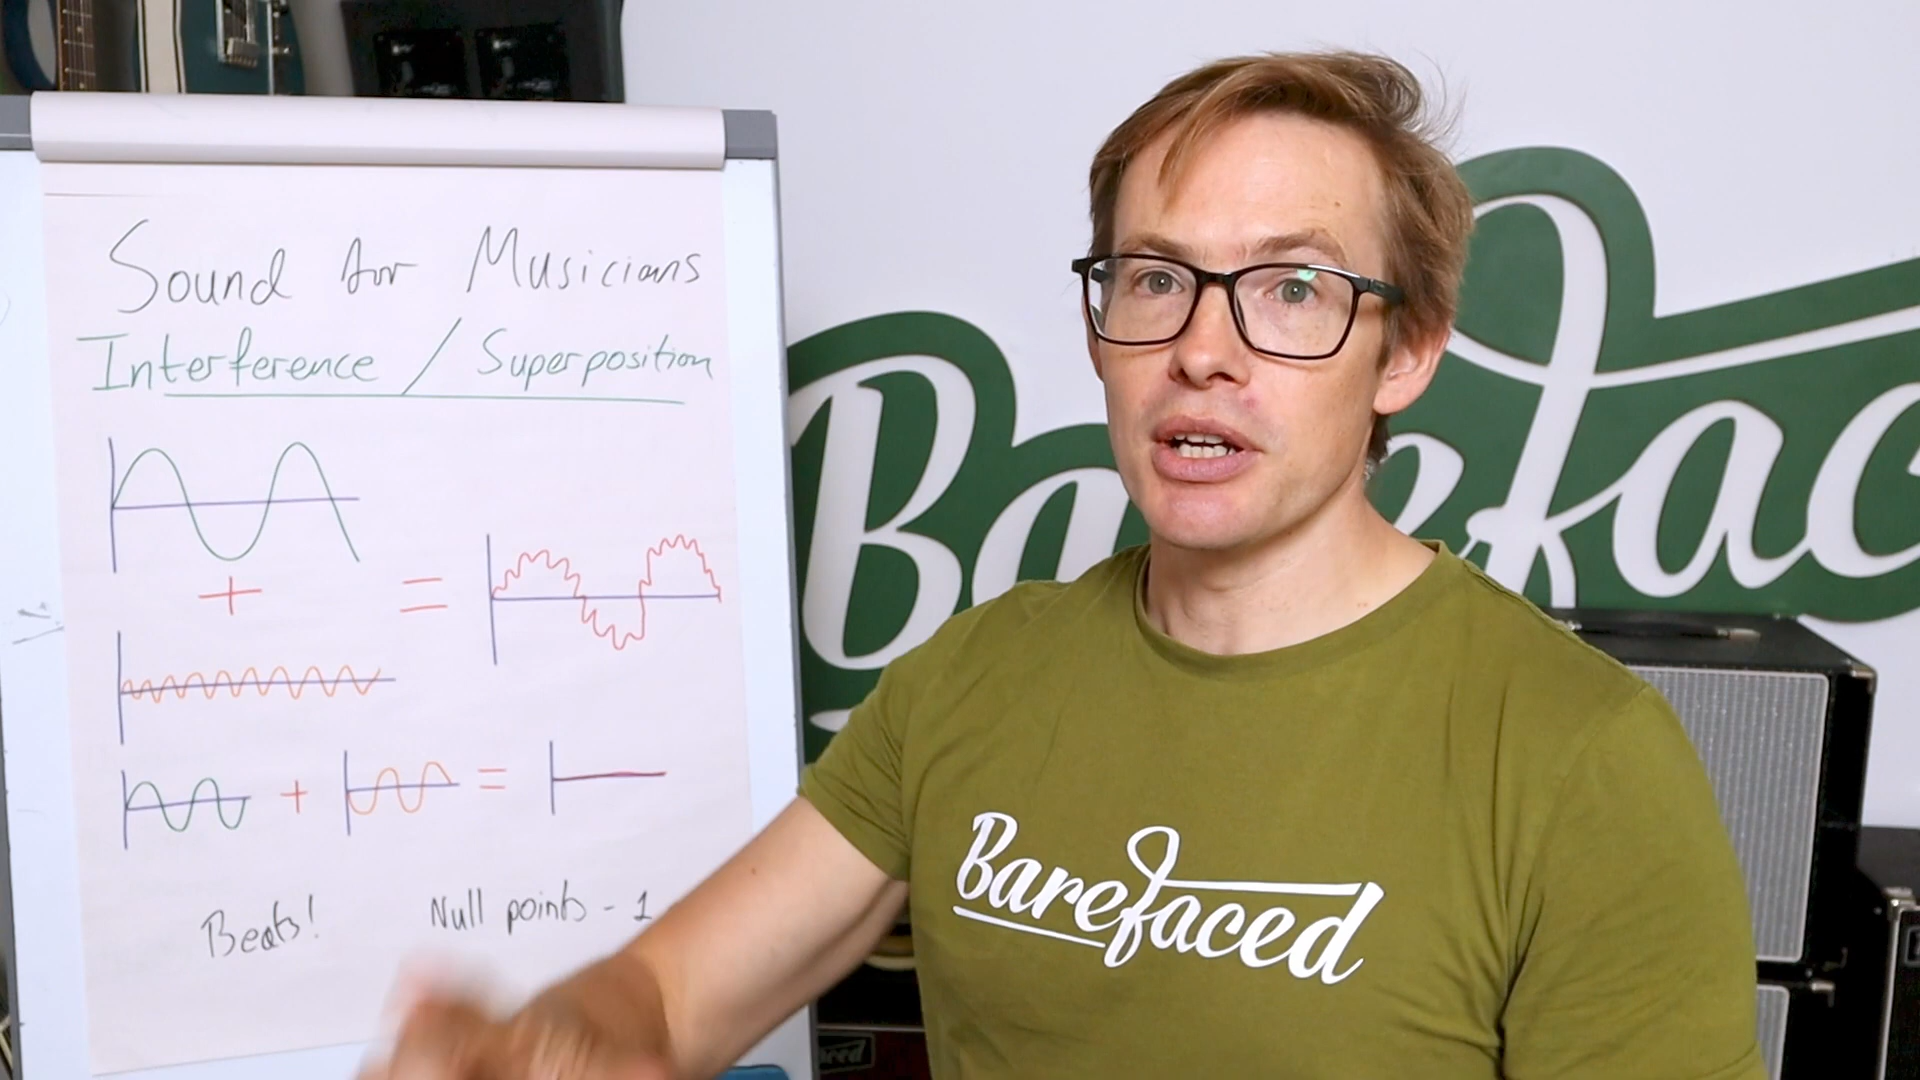 Sound for Musicians
Interference / Superposition
+
=
+
=
Beats!
Null points - 1
Barefac
Barefaced